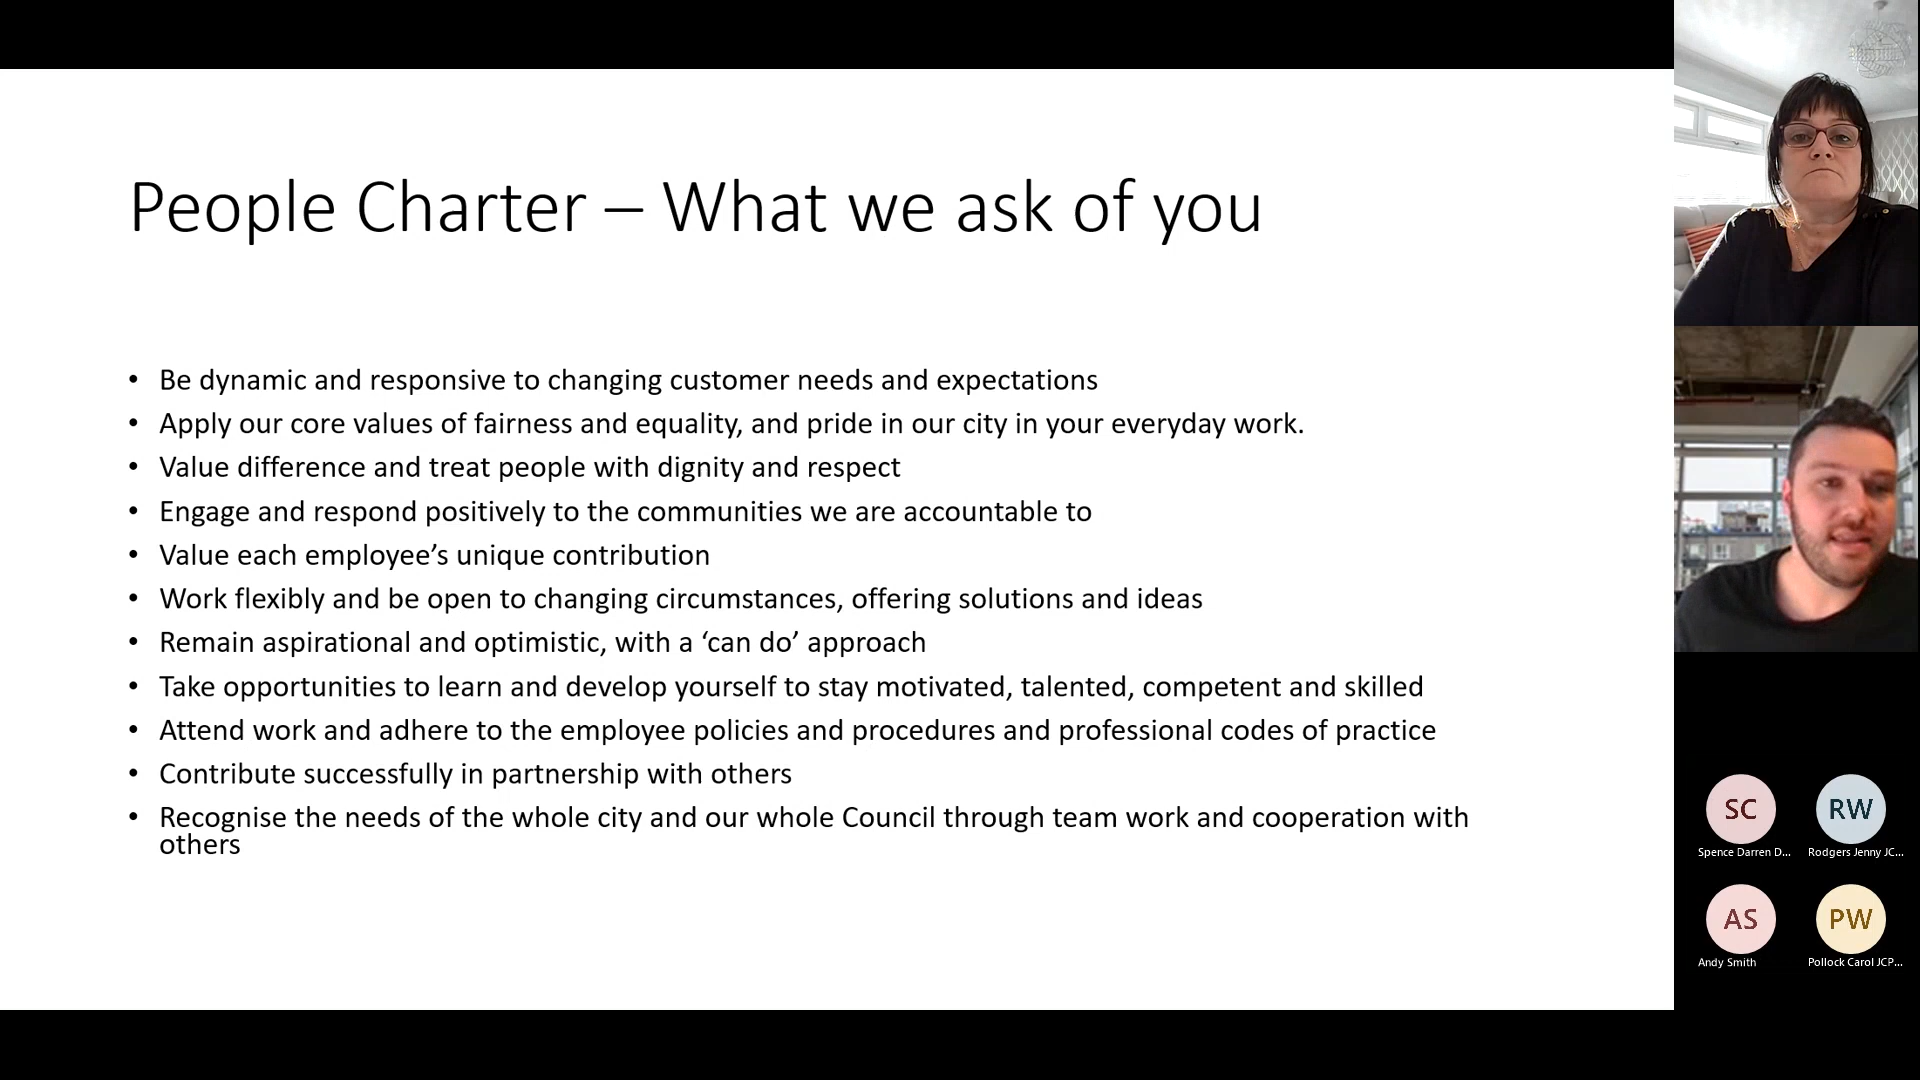 People Charter – What we ask of you
• Be dynamic and responsive to changing customer needs and expectations
• Apply our core values of fairness and equality, and pride in our city in your everyday work.
• Value difference and treat people with dignity and respect
• Engage and respond positively to the communities we are accountable to
• Value each employee’s unique contribution
• Work flexibly and be open to changing circumstances, offering solutions and ideas
• Remain aspirational and optimistic, with a ‘can do’ approach
• Take opportunities to learn and develop yourself to stay motivated, talented, competent and skilled
• Attend work and adhere to the employee policies and procedures and professional codes of practice
• Contribute successfully in partnership with others
• Recognise the needs of the whole city and our whole Council through team work and cooperation with
others
SC
RW
Spence Darren D...
Rodgers Jenny JC...
AS
PW
Andy Smith
Pollock Carol JCP...